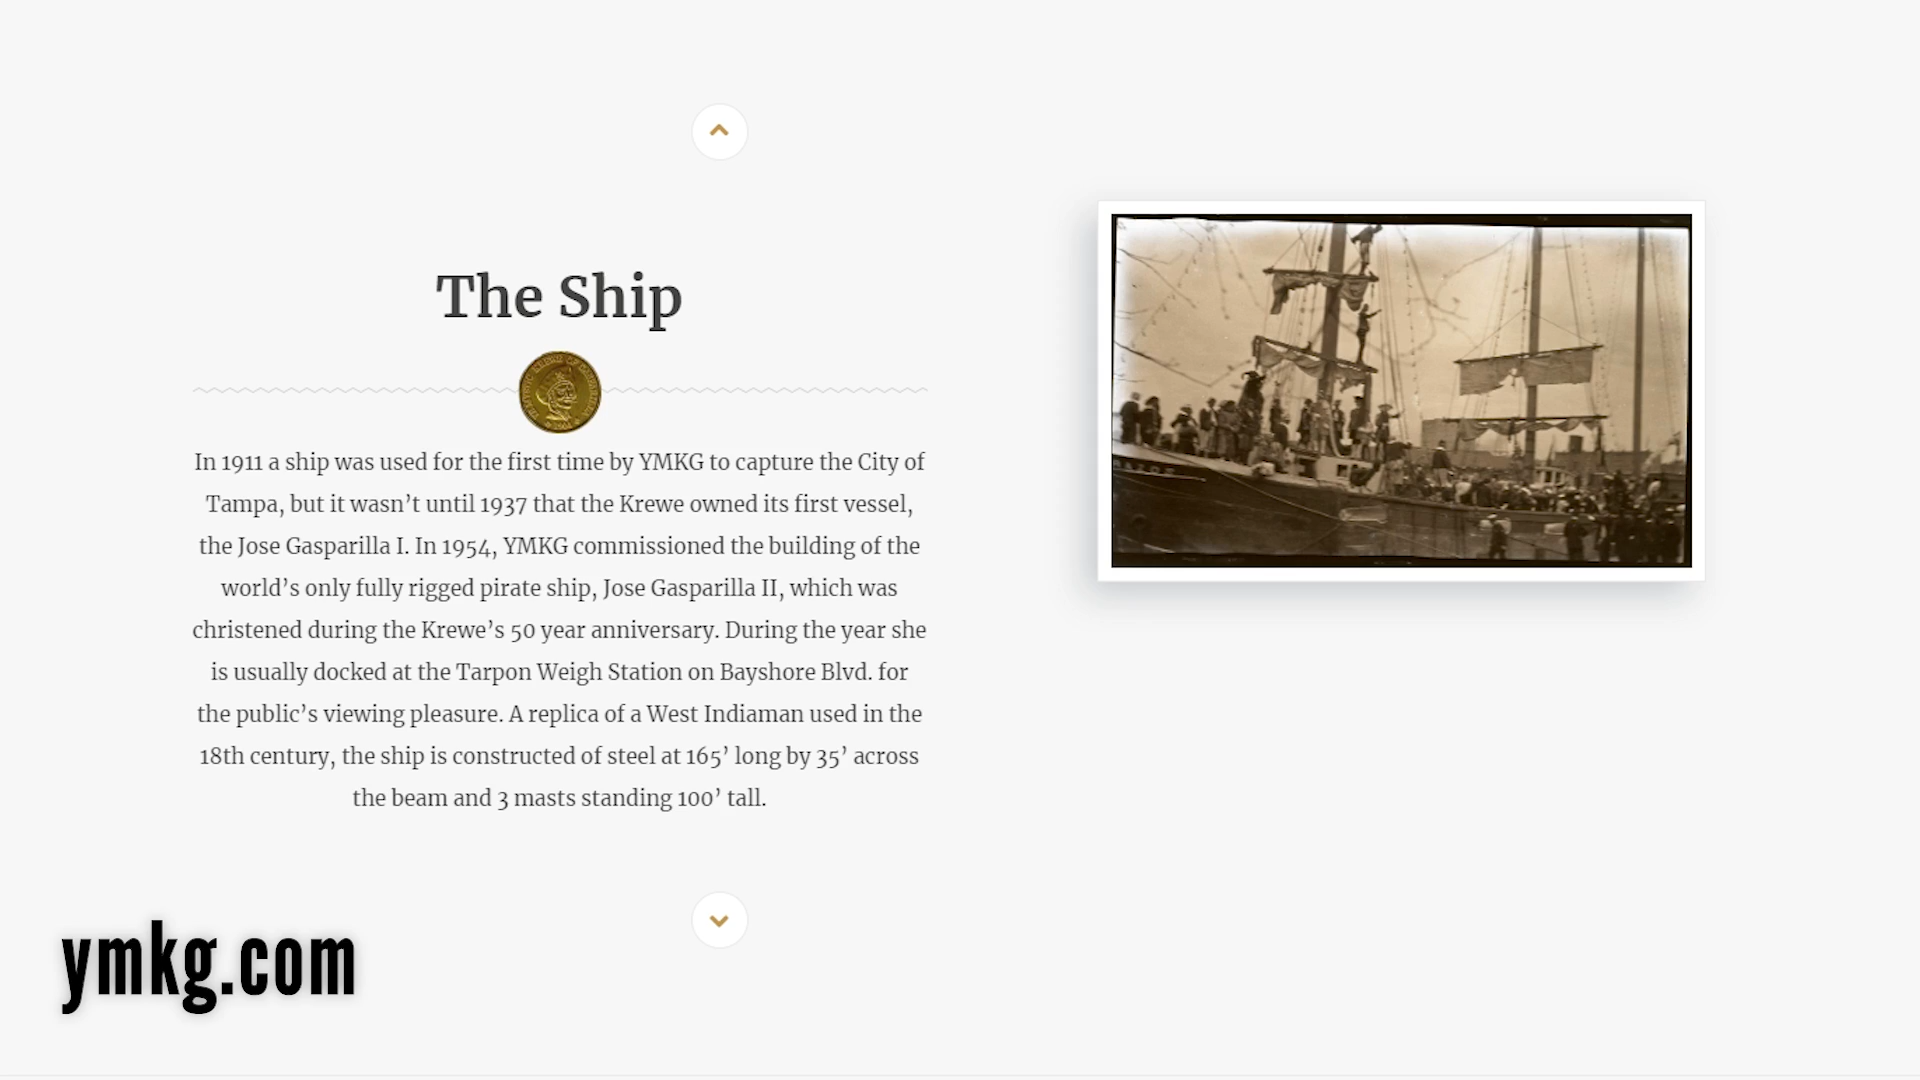 The Ship
In 1911 a ship was used for the first time by YMKG to capture the City of
Tampa, but it wasn’t until 1937 that the Krewe owned its first vessel,
the Jose Gasparilla I. In 1954, YMKG commissioned the building of the
world’s only fully rigged pirate ship, Jose Gasparilla II, which was
christened during the Krewe’s 50 year anniversary. During the year she
is usually docked at the Tarpon Weigh Station on Bayshore Blvd. for
the public’s viewing pleasure. A replica of a West Indiaman used in the
18th century, the ship is constructed of steel at 165’ long by 35’ across
the beam and 3 masts standing 100’ tall.
ymkg.com